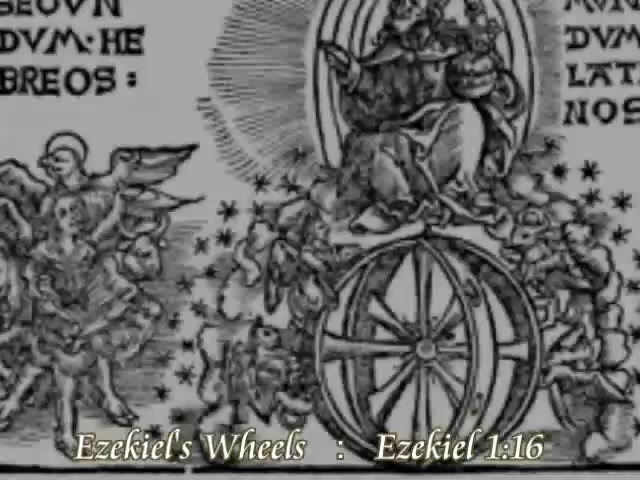 SECVN
DVM·HE
BREOS:
DVM
LATI
NOS
Ezekiel's Wheels : Ezekiel 1:16